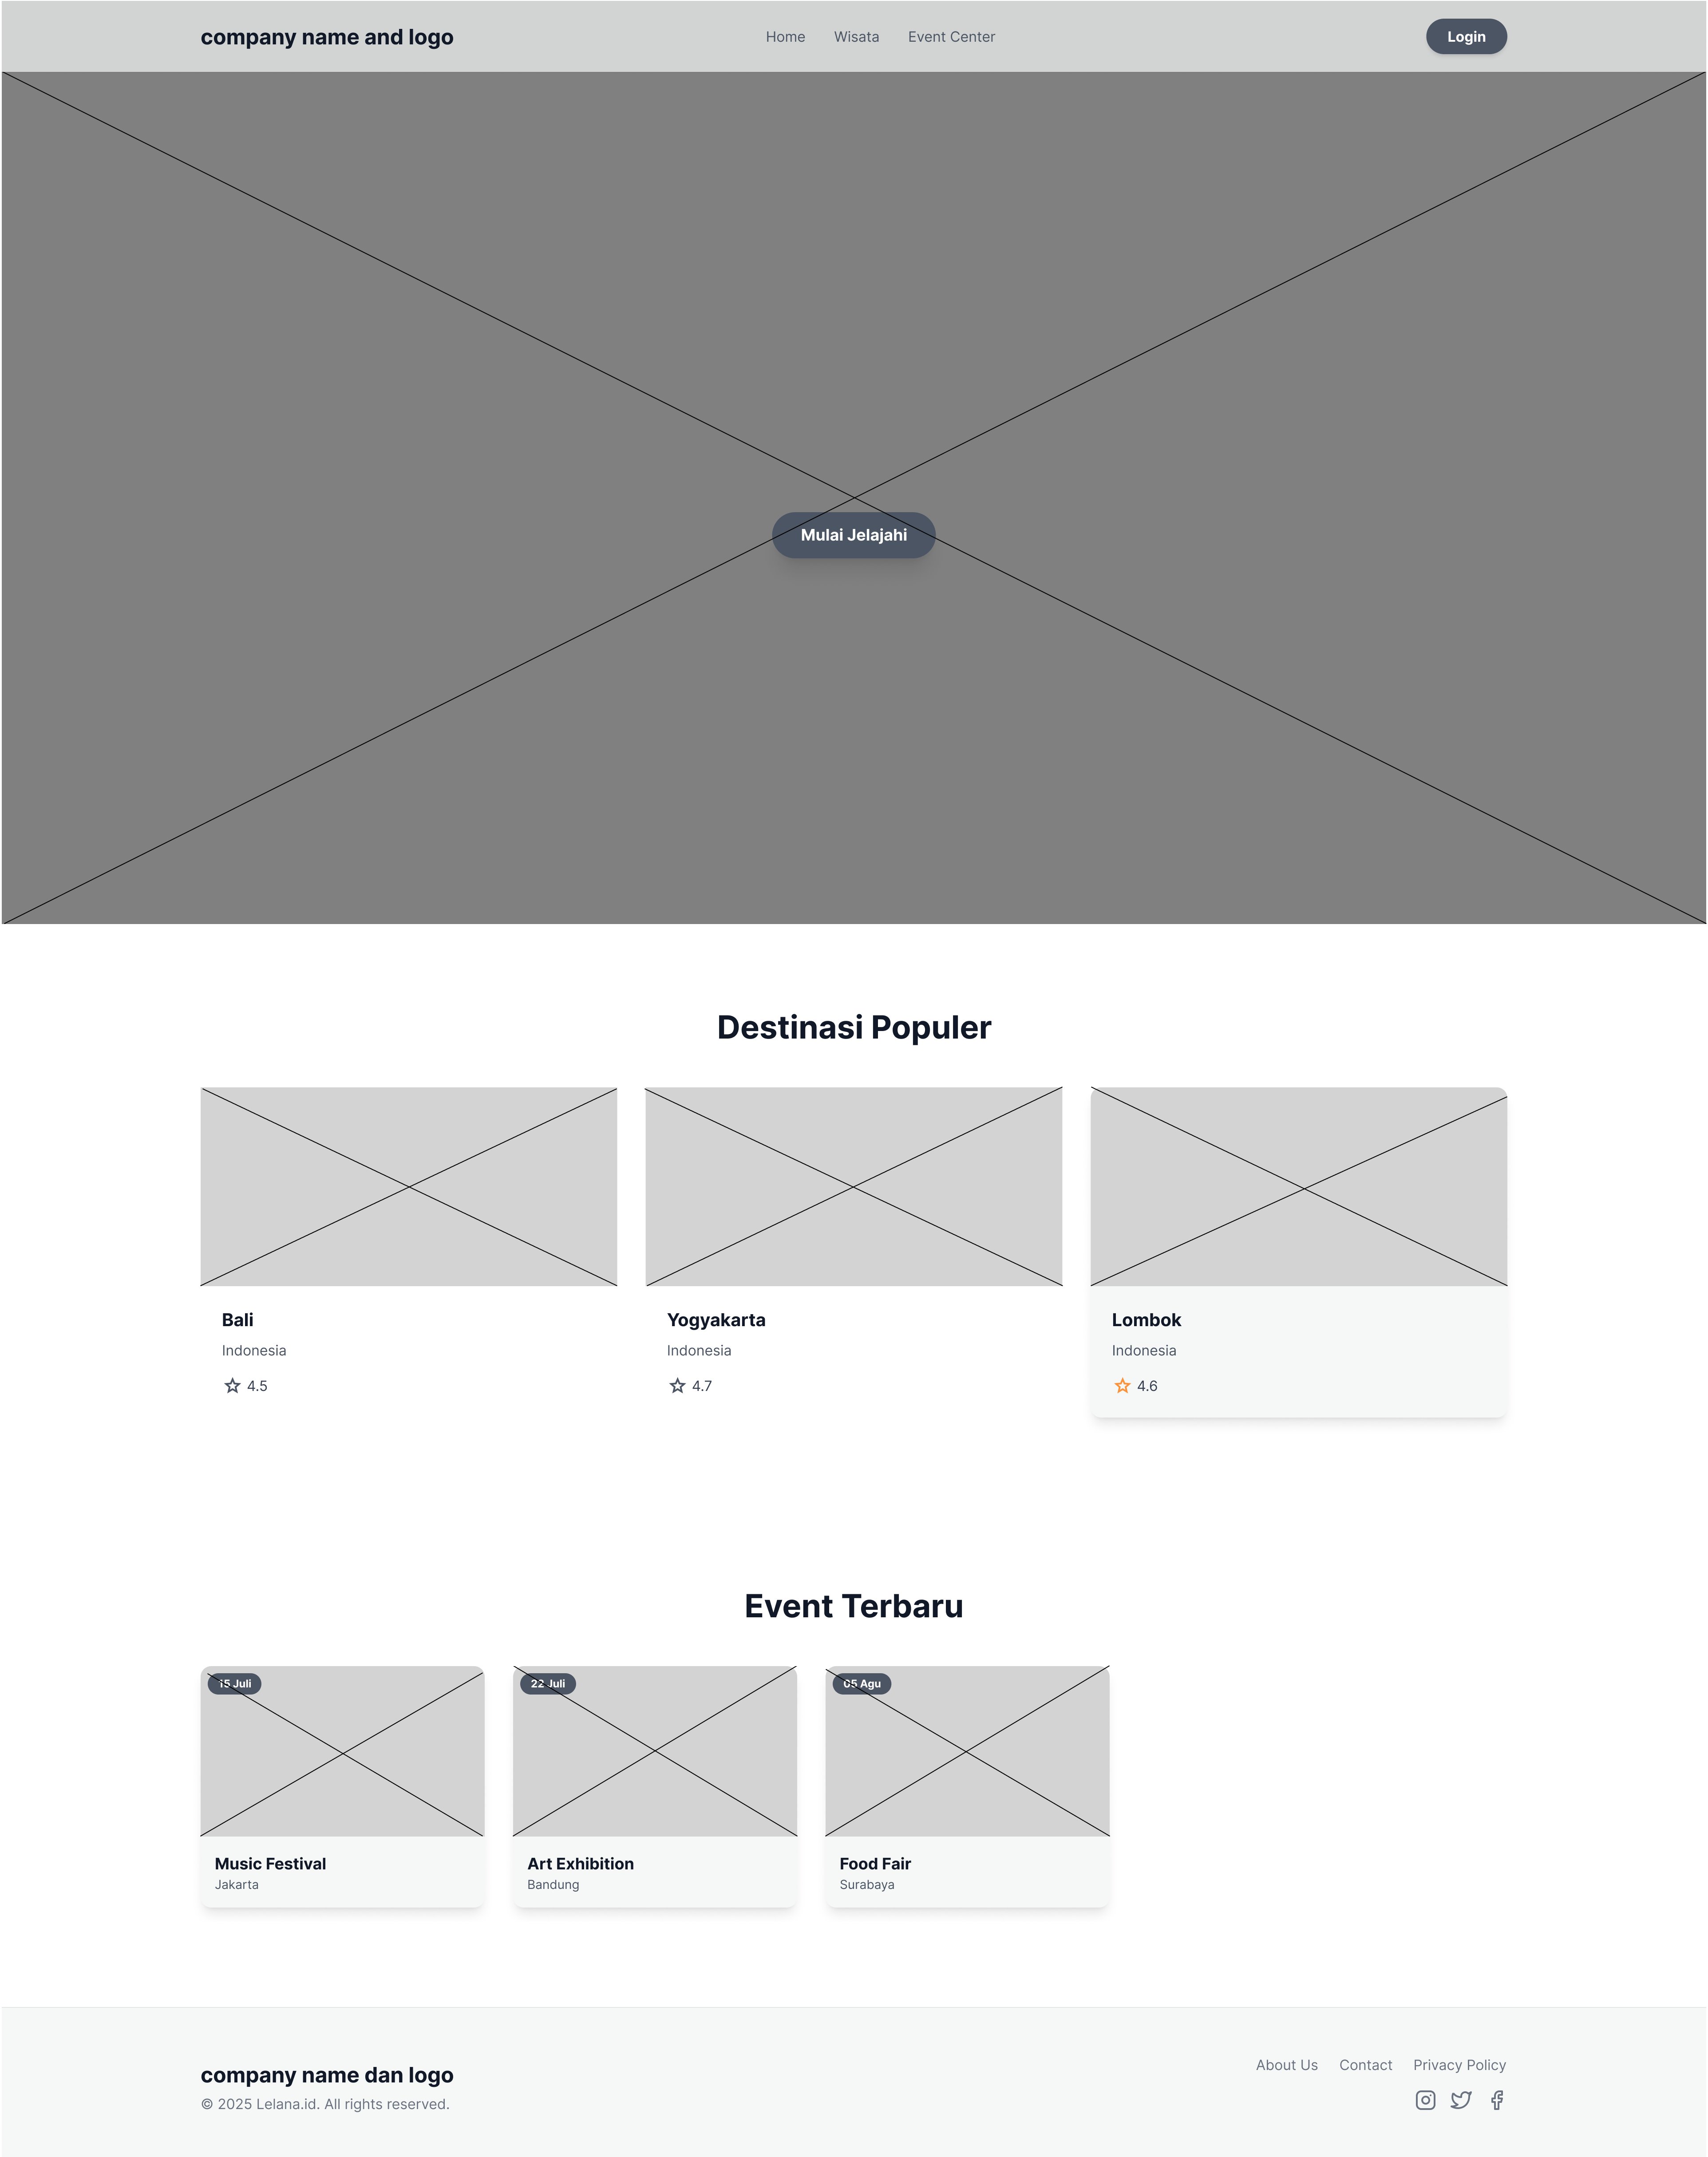 company name and logo
Home
Wisata
Event Center
Login
Mulai Jelajahi
Destinasi Populer
Bali
Indonesia
4.5
Yogyakarta
Indonesia
4.7
Lombok
Indonesia
4.6
Event Terbaru
15 Juli
Music Festival
Jakarta
22 Juli
Art Exhibition
Bandung
05 Agu
Food Fair
Surabaya
company name dan logo
© 2025 Lelana.id. All rights reserved.
About Us
Contact
Privacy Policy